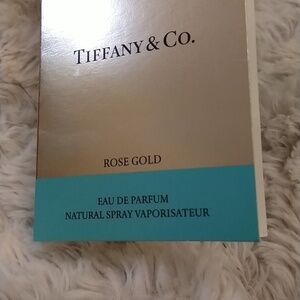 TIFFANY & CO.
ROSE GOLD
EAU DE PARFUM
NATURAL SPRAY VAPORISATEUR